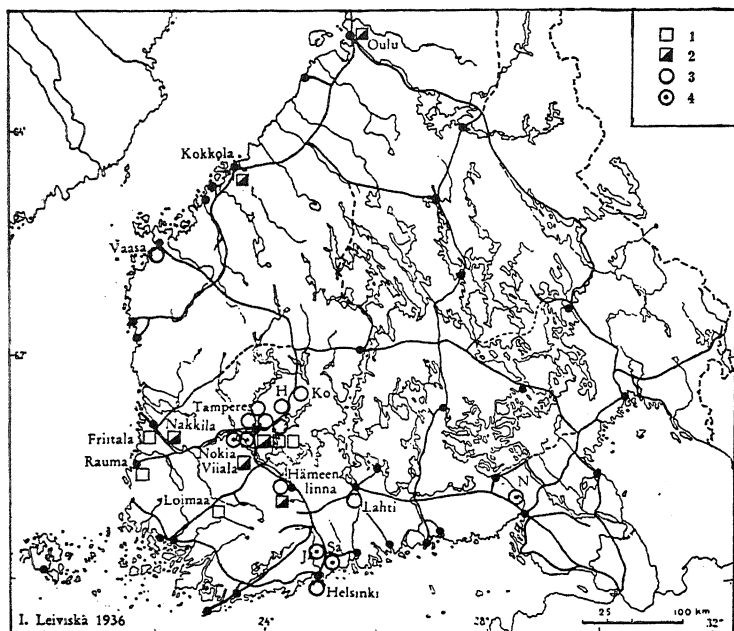 1
2
3
4
Oulu
64°
Kokkola
Vaasa
H
Ko
Tampere
Nakkila
Friitala
Rauma
Nokia
Viiala
Hämeen
linna
Loimaa
Lahti
N
J
Sa
T
Helsinki
I. Leiviskä 1936
24°
28°
25 100 km
32°